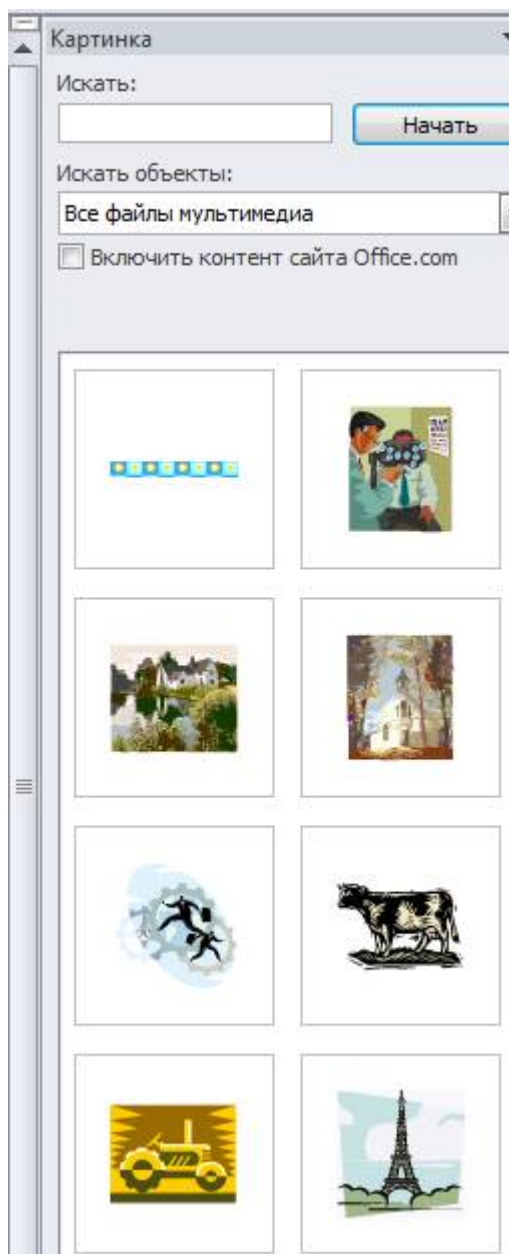 Картинка
Искать:
Начать
Искать объекты:
Все файлы мультимедиа
Включить контент сайта Office.com